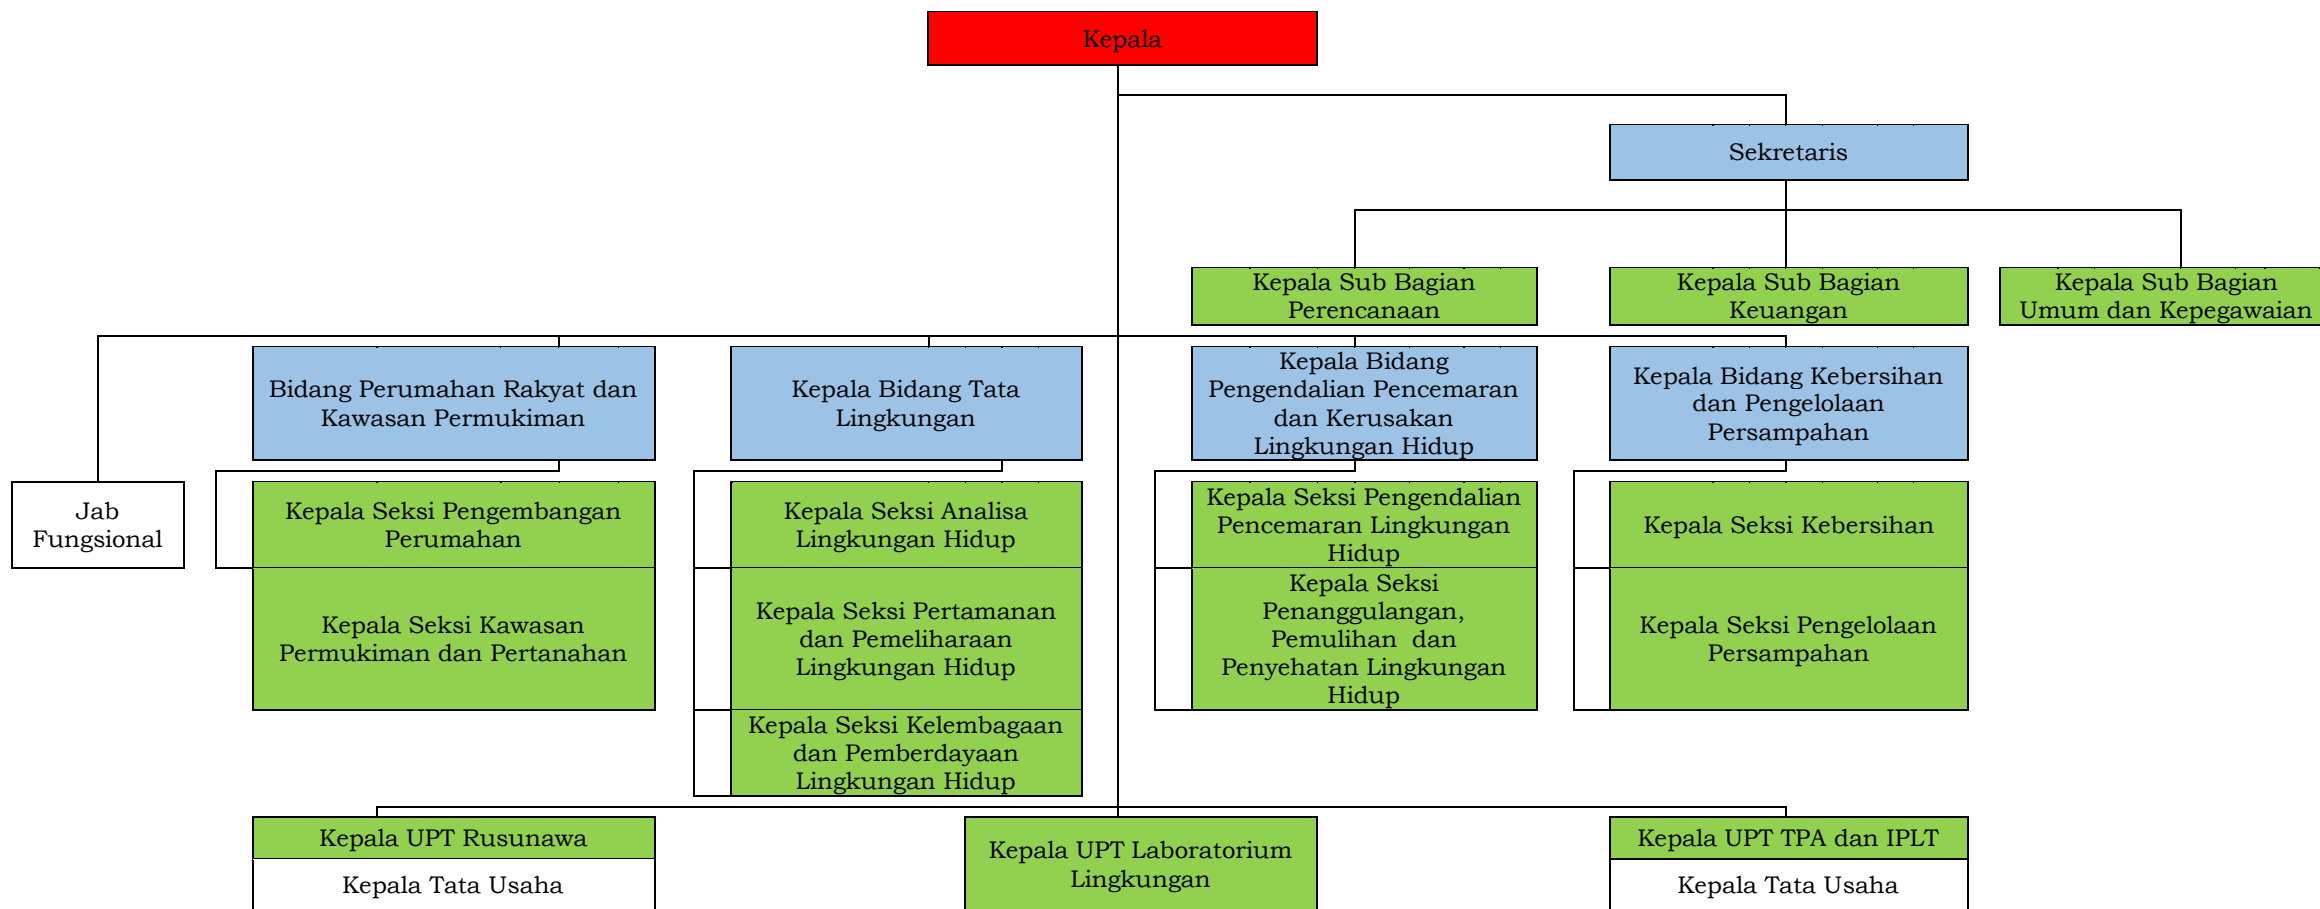 Kepala
Sekretaris
Kepala Sub Bagian
Perencanaan
Kepala Sub Bagian
Keuangan
Kepala Sub Bagian
Umum dan Kepegawaian
Bidang Perumahan Rakyat dan
Kawasan Permukiman
Kepala Bidang Tata
Lingkungan
Kepala Bidang
Pengendalian Pencemaran
dan Kerusakan
Lingkungan Hidup
Kepala Bidang Kebersihan
dan Pengelolaan
Persampahan
Jab
Fungsional
Kepala Seksi Pengembangan
Perumahan
Kepala Seksi Analisa
Lingkungan Hidup
Kepala Seksi Pengendalian
Pencemaran Lingkungan
Hidup
Kepala Seksi Kebersihan
Kepala Seksi Kawasan
Permukiman dan Pertanahan
Kepala Seksi Pertamanan
dan Pemeliharaan
Lingkungan Hidup
Kepala Seksi
Penanggulangan,
Pemulihan  dan
Penyehatan Lingkungan
Hidup
Kepala Seksi Pengelolaan
Persampahan
Kepala Seksi Kelembagaan
dan Pemberdayaan
Lingkungan Hidup
Kepala UPT Rusunawa
Kepala Tata Usaha
Kepala UPT Laboratorium
Lingkungan
Kepala UPT TPA dan IPLT
Kepala Tata Usaha